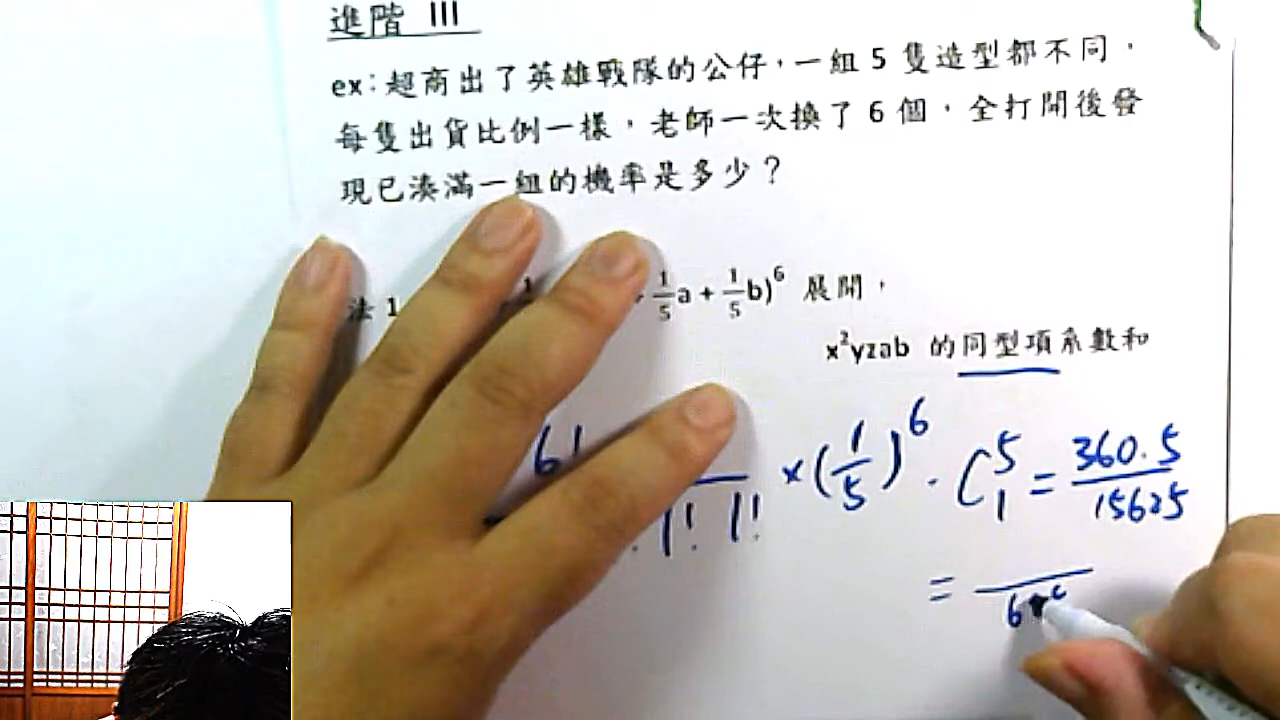 進階 III
ex：超商出了英雄戰隊的公仔，一組 5 隻造型都不同，
每隻出貨比例一樣，老師一次換了 6 個，全打開後發
現已湊滿一組的機率是多少？
法 1 1/5 a + 1/5 b)^6 展開，
x²yzab 的同型項系數和
6! / 1! 1! × (1/5)^6 · C^5_1 = 360·5 / 15625
=